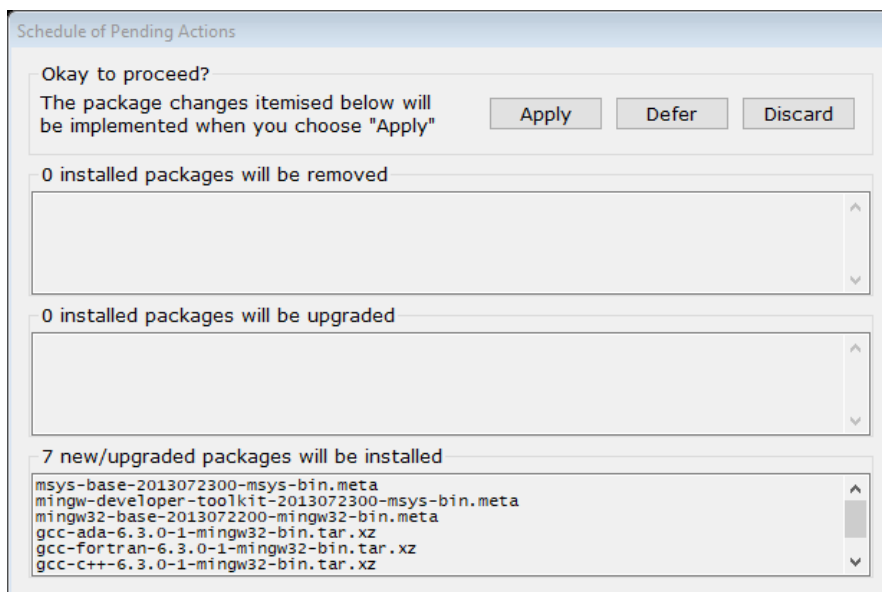 Schedule of Pending Actions
Okay to proceed?
The package changes itemised below will
be implemented when you choose "Apply"
Apply Defer Discard
0 installed packages will be removed
0 installed packages will be upgraded
7 new/upgraded packages will be installed
msys-base-2013072300-msys-bin.meta
mingw-developer-toolkit-2013072300-msys-bin.meta
mingw32-base-2013072200-mingw32-bin.meta
gcc-ada-6.3.0-1-mingw32-bin.tar.xz
gcc-fortran-6.3.0-1-mingw32-bin.tar.xz
gcc-c++-6.3.0-1-mingw32-bin.tar.xz